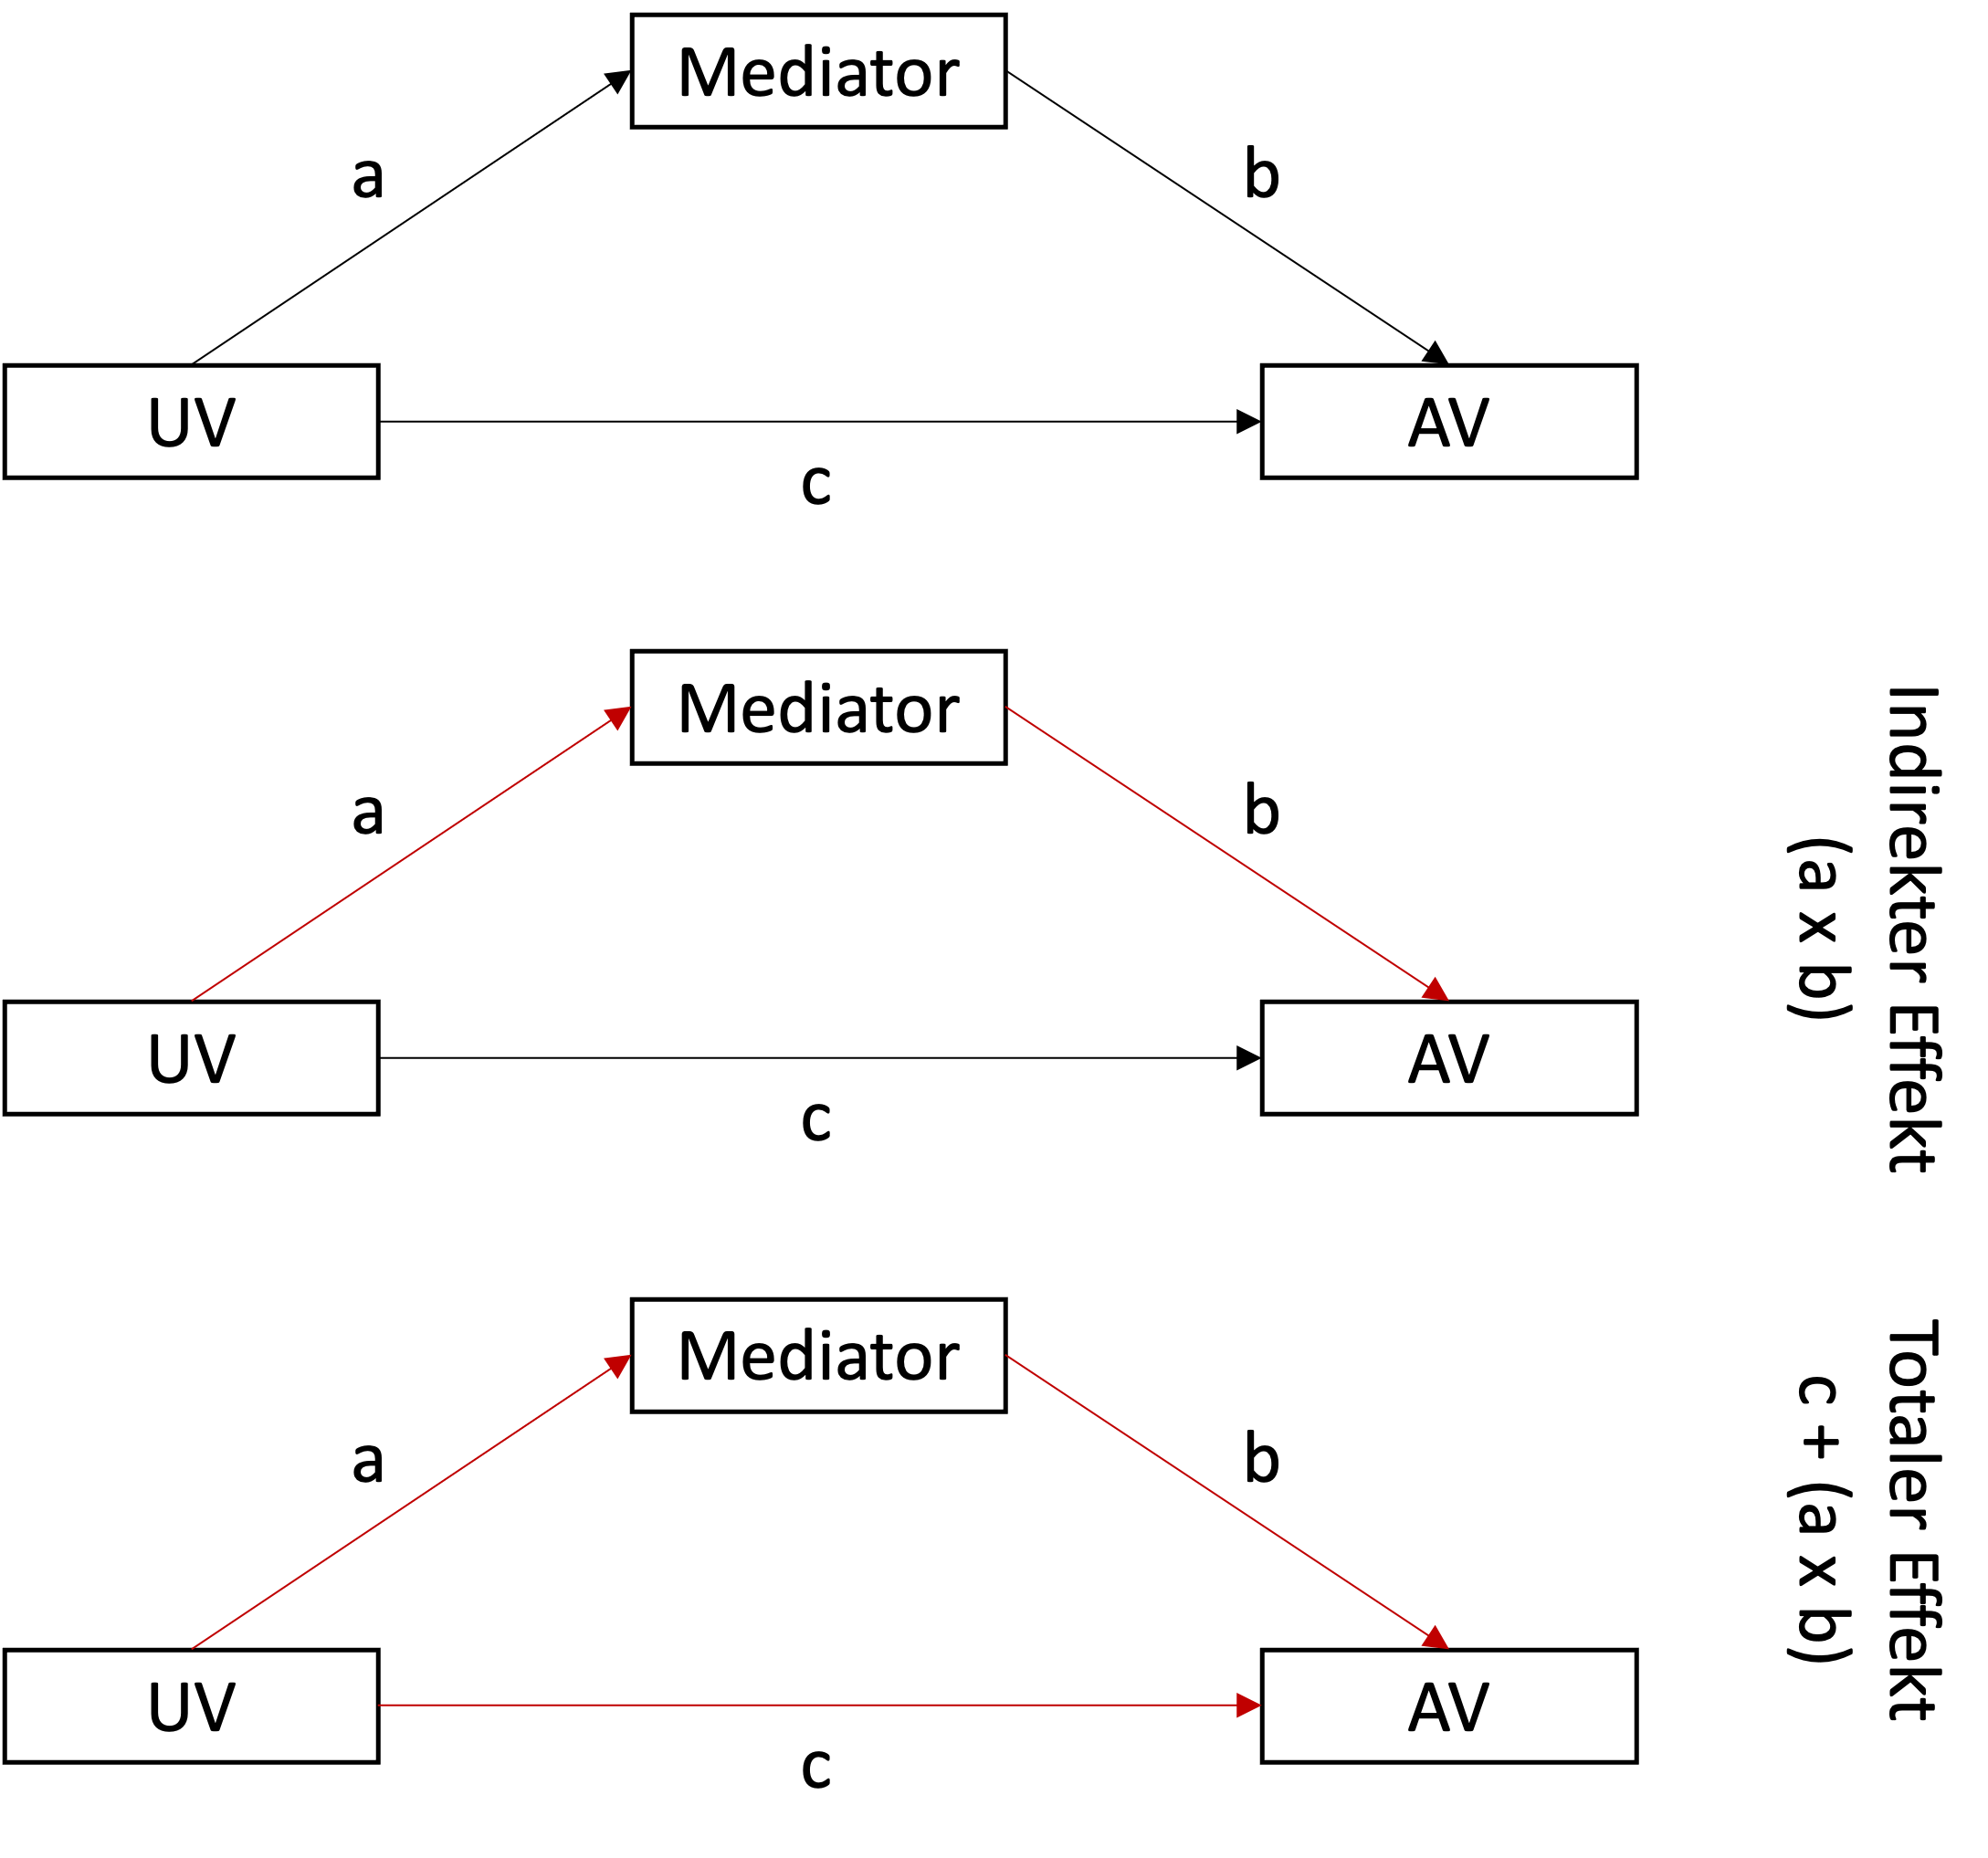 Mediator
a
b
UV
AV
c
Mediator
a
b
UV
AV
c
Indirekter Effekt
(a x b)
Mediator
a
b
UV
AV
c
Totaler Effekt
c + (a x b)